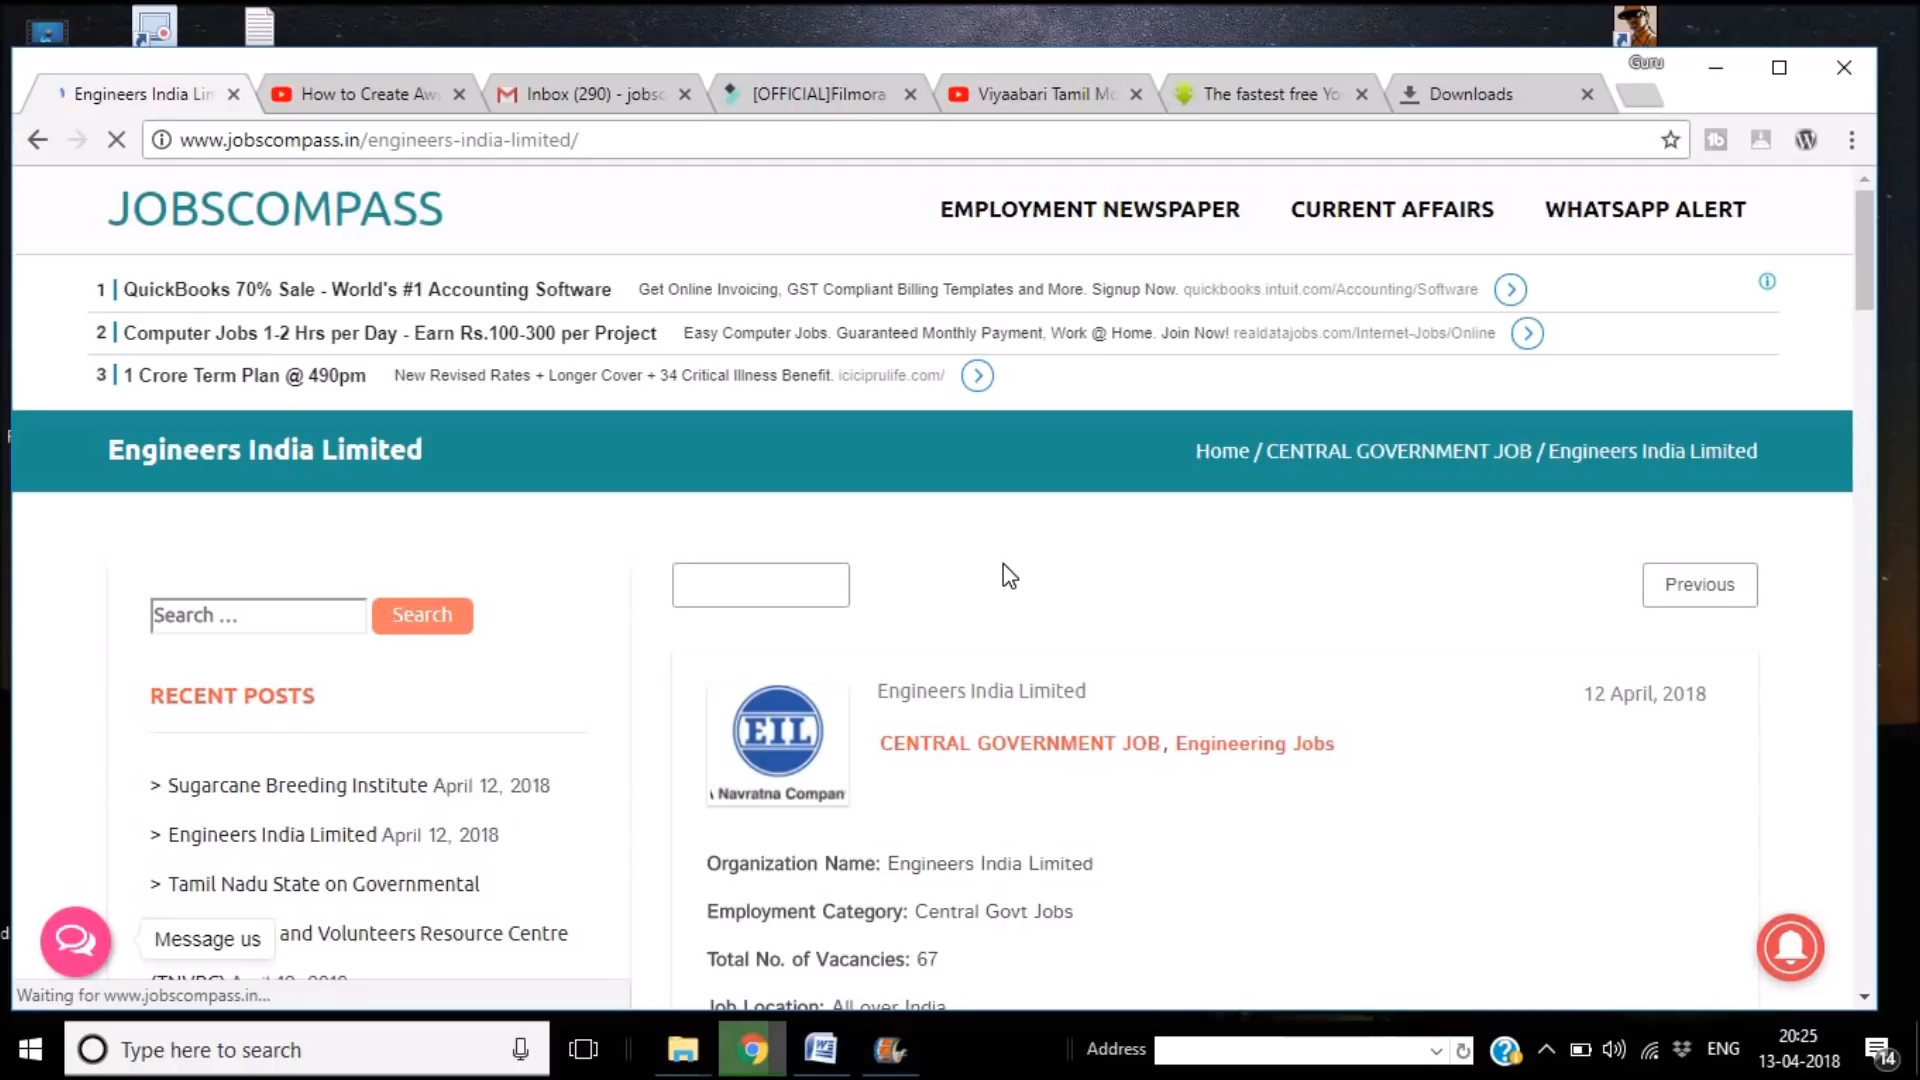 Guru
Engineers India Lin
How to Create Aw
Inbox (290) - jobsc
[OFFICIAL]Filmora
Viyaabari Tamil Mo
The fastest free Yo
Downloads
www.jobscompass.in/engineers-india-limited/
JOBSCOMPASS
EMPLOYMENT NEWSPAPER
CURRENT AFFAIRS
WHATSAPP ALERT
1 QuickBooks 70% Sale - World's #1 Accounting Software Get Online Invoicing, GST Compliant Billing Templates and More. Signup Now. quickbooks.intuit.com/Accounting/Software
2 Computer Jobs 1-2 Hrs per Day - Earn Rs.100-300 per Project Easy Computer Jobs. Guaranteed Monthly Payment, Work @ Home. Join Now! realdatajobs.com/Internet-Jobs/Online
3 1 Crore Term Plan @ 490pm New Revised Rates + Longer Cover + 34 Critical Illness Benefit. iciciprulife.com/
Engineers India Limited
Home / CENTRAL GOVERNMENT JOB / Engineers India Limited
Search ...
Search
RECENT POSTS
> Sugarcane Breeding Institute April 12, 2018
> Engineers India Limited April 12, 2018
> Tamil Nadu State on Governmental
and Volunteers Resource Centre
Message us
Waiting for www.jobscompass.in...
Previous
EIL
Navratna Compan
Engineers India Limited
12 April, 2018
CENTRAL GOVERNMENT JOB, Engineering Jobs
Organization Name: Engineers India Limited
Employment Category: Central Govt Jobs
Total No. of Vacancies: 67
Job Location: All over India
Type here to search
Address
ENG
20:25
13-04-2018
14